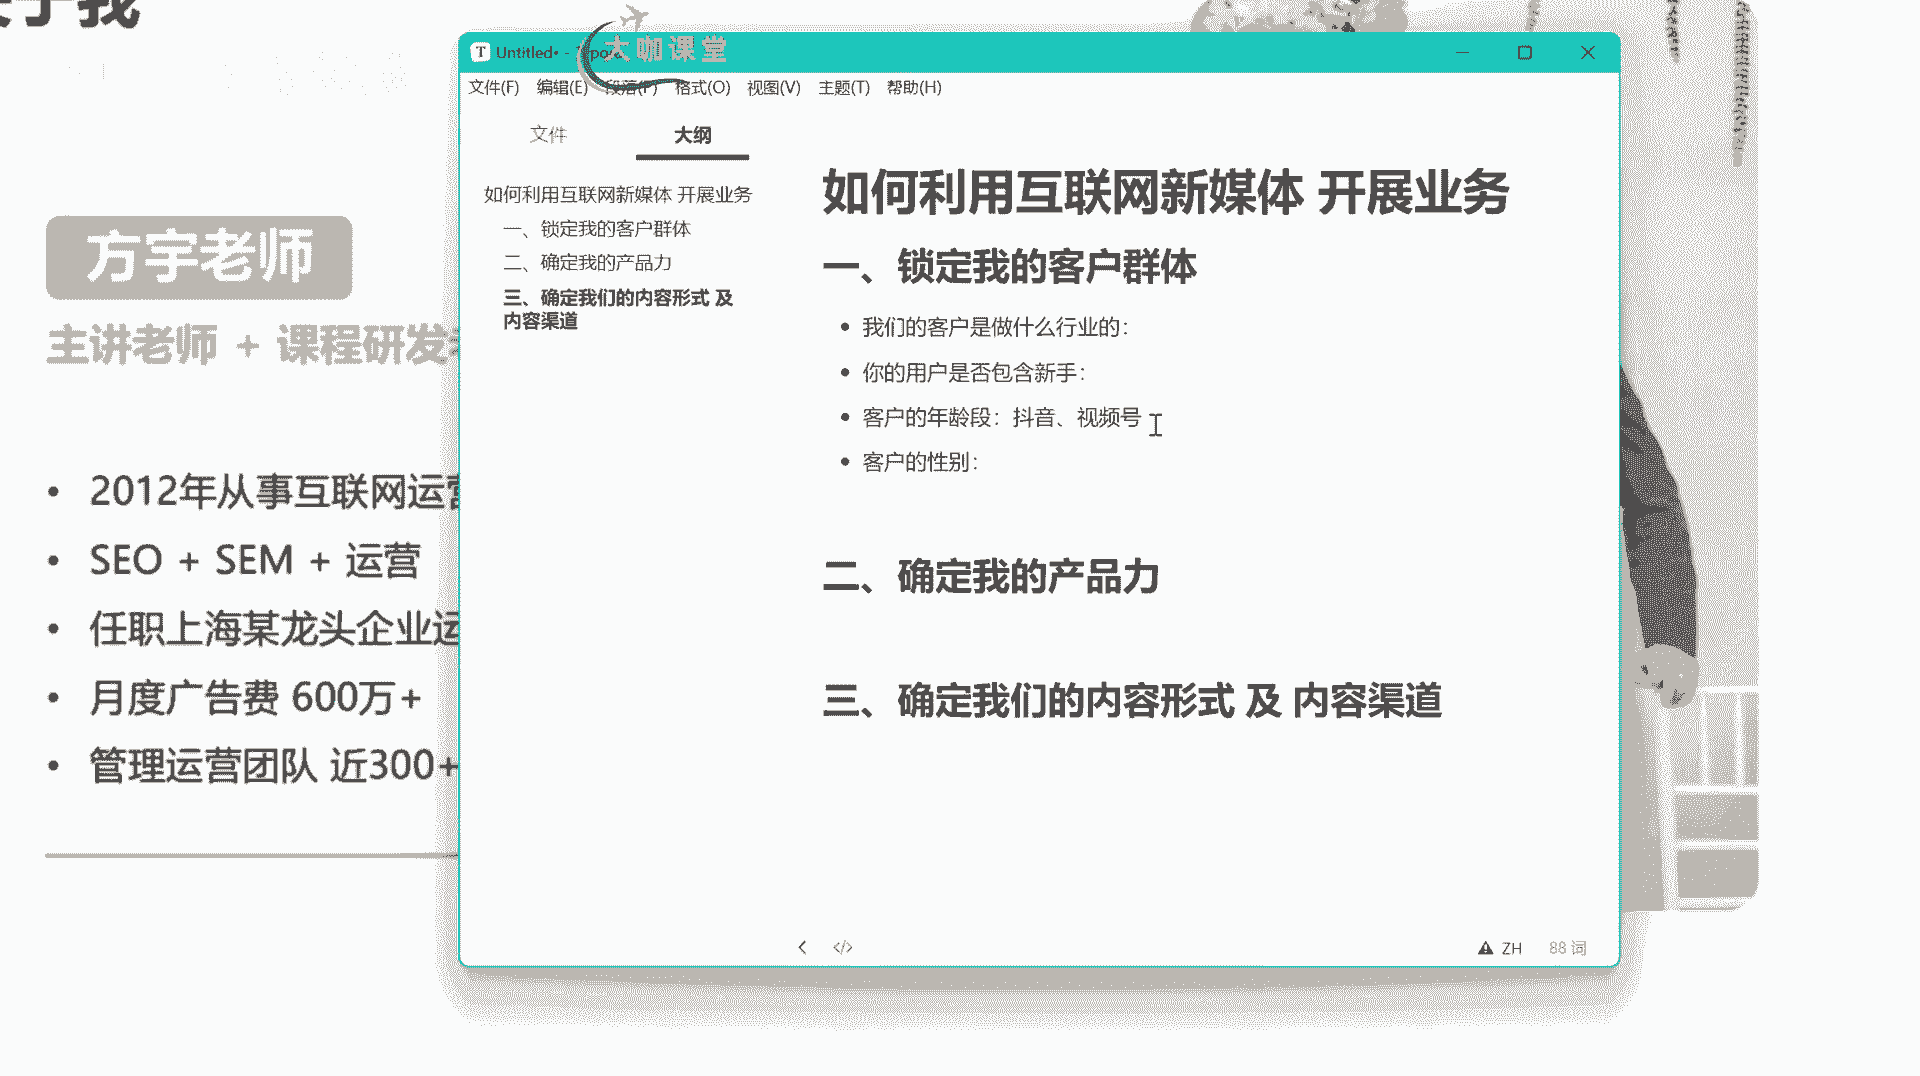 于我
方宇老师
主讲老师 + 课程研发
2012年从事互联网运营
SEO + SEM + 运营
任职上海某龙头企业运
月度广告费 600万+
管理运营团队 近300+
Untitled• -
大咖课堂
文件(F) 编辑(E) 段落(P) 格式(O) 视图(V) 主题(T) 帮助(H)
文件 大纲
如何利用互联网新媒体 开展业务
一、锁定我的客户群体
二、确定我的产品力
三、确定我们的内容形式 及
内容渠道
如何利用互联网新媒体 开展业务
一、锁定我的客户群体
• 我们的客户是做什么行业的：
• 你的用户是否包含新手：
• 客户的年龄段：抖音、视频号
• 客户的性别：
二、确定我的产品力
三、确定我们的内容形式 及 内容渠道
ZH 88 词